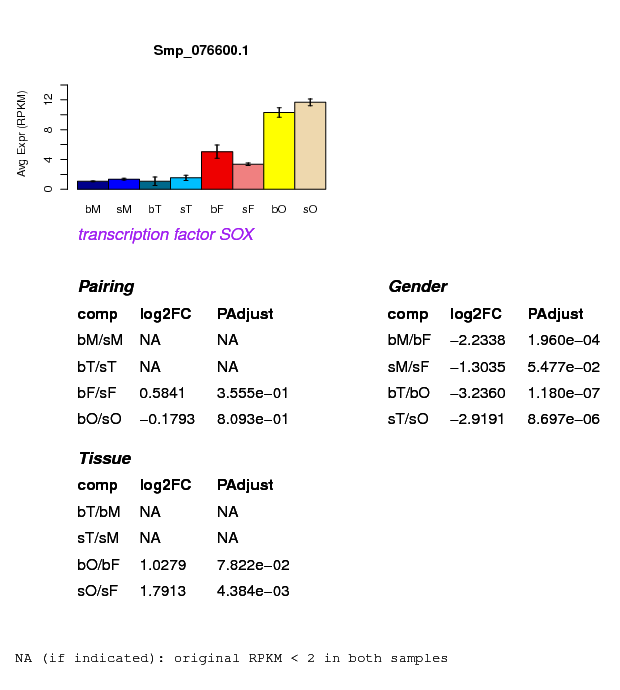 Smp_076600.1
Avg Expr (RPKM)
0 4 8 12
bM sM bT sT bF sF bO sO
transcription factor SOX
Pairing
comp log2FC PAdjust
bM/sM NA NA
bT/sT NA NA
bF/sF 0.5841 3.555e−01
bO/sO −0.1793 8.093e−01
Gender
comp log2FC PAdjust
bM/bF −2.2338 1.960e−04
sM/sF −1.3035 5.477e−02
bT/bO −3.2360 1.180e−07
sT/sO −2.9191 8.697e−06
Tissue
comp log2FC PAdjust
bT/bM NA NA
sT/sM NA NA
bO/bF 1.0279 7.822e−02
sO/sF 1.7913 4.384e−03
NA (if indicated): original RPKM < 2 in both samples